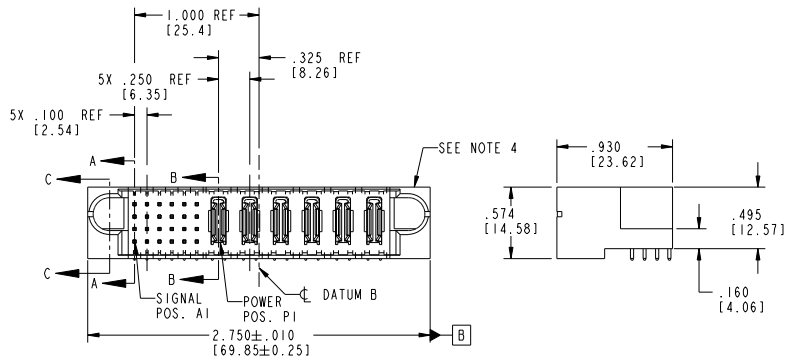 1.000 REF
[25.4]
.325 REF
[8.26]
5X .250 REF
[6.35]
5X .100 REF
[2.54]
A
B
C
SEE NOTE 4
.930
[23.62]
.574
[14.58]
.495
[12.57]
.160
[4.06]
C
A
B
SIGNAL
POS. A1
POWER
POS. P1
℄ DATUM B
2.750±.010
[69.85±0.25]
B